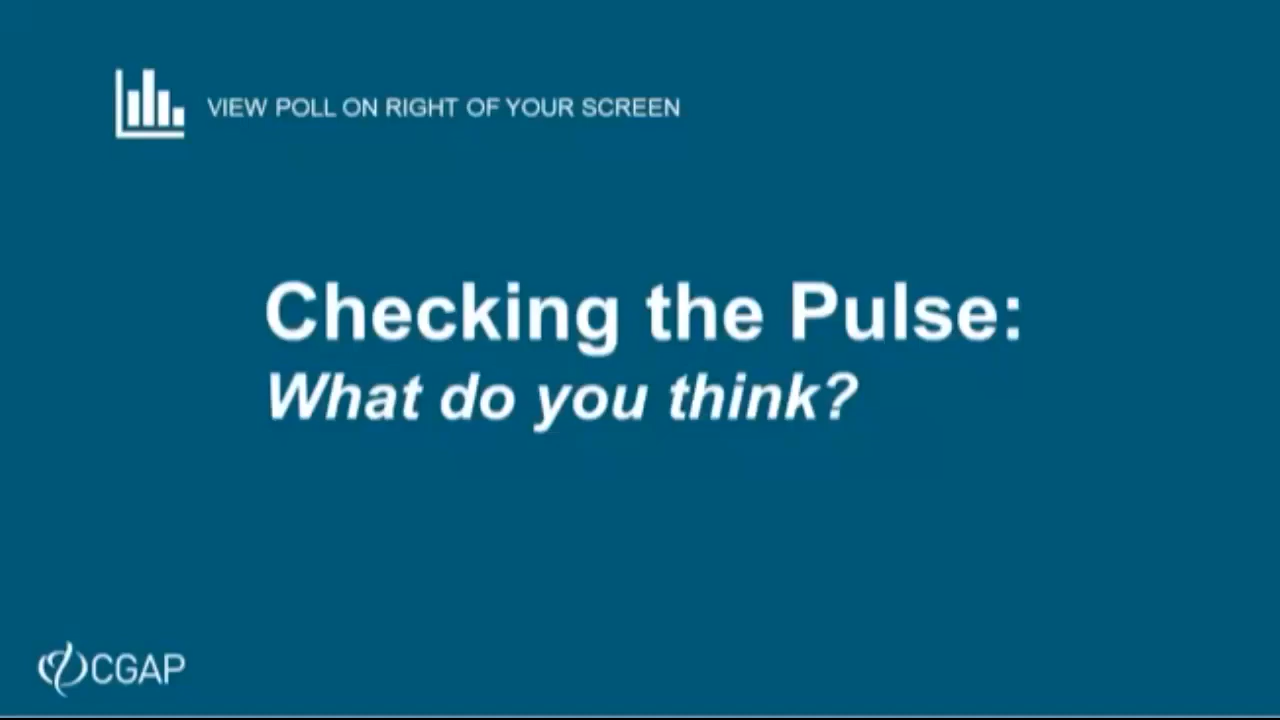 VIEW POLL ON RIGHT OF YOUR SCREEN
Checking the Pulse:
What do you think?
CGAP